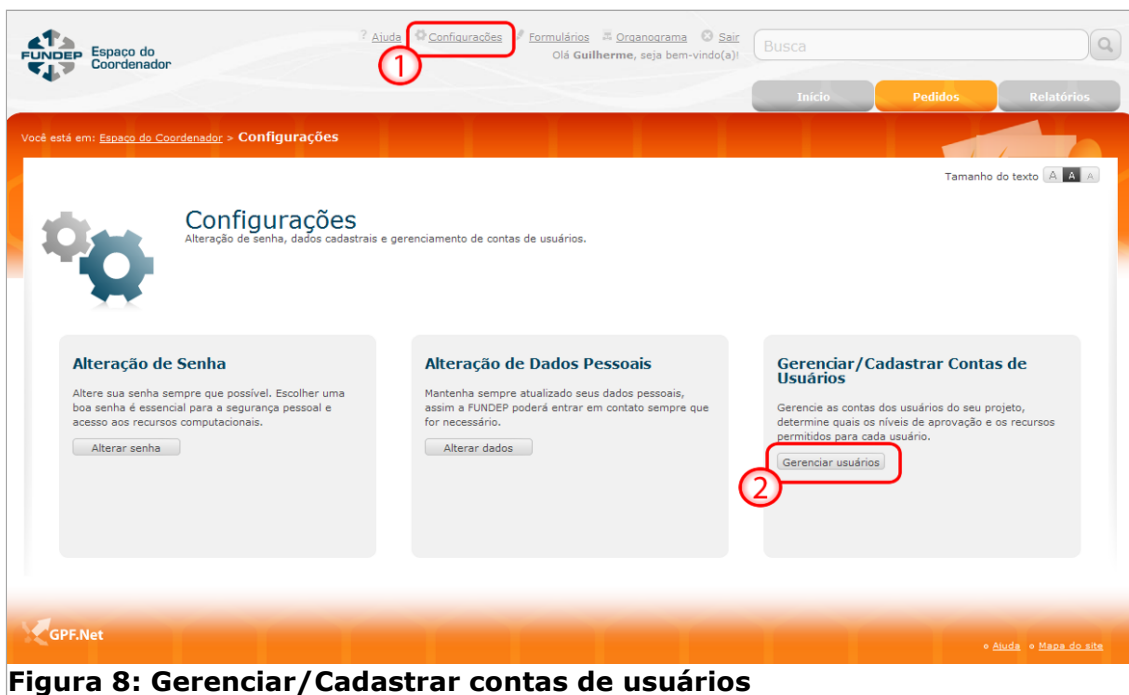 FUNDEP
Espaço do
Coordenador
? Ajuda Configurações Formulários Organograma Sair
Olá Guilherme, seja bem-vindo(a)!
Busca
1
Início Pedidos Relatórios
Você está em: Espaço do Coordenador > Configurações
Tamanho do texto A A A
Configurações
Alteração de senha, dados cadastrais e gerenciamento de contas de usuários.
Alteração de Senha
Altere sua senha sempre que possível. Escolher uma
boa senha é essencial para a segurança pessoal e
acesso aos recursos computacionais.
Alterar senha
Alteração de Dados Pessoais
Mantenha sempre atualizado seus dados pessoais,
assim a FUNDEP poderá entrar em contato sempre que
for necessário.
Alterar dados
Gerenciar/Cadastrar Contas de
Usuários
Gerencie as contas dos usuários do seu projeto,
determine quais os níveis de aprovação e os recursos
permitidos para cada usuário.
Gerenciar usuários
2
GPF.Net
Ajuda Mapa do site
Figura 8: Gerenciar/Cadastrar contas de usuários